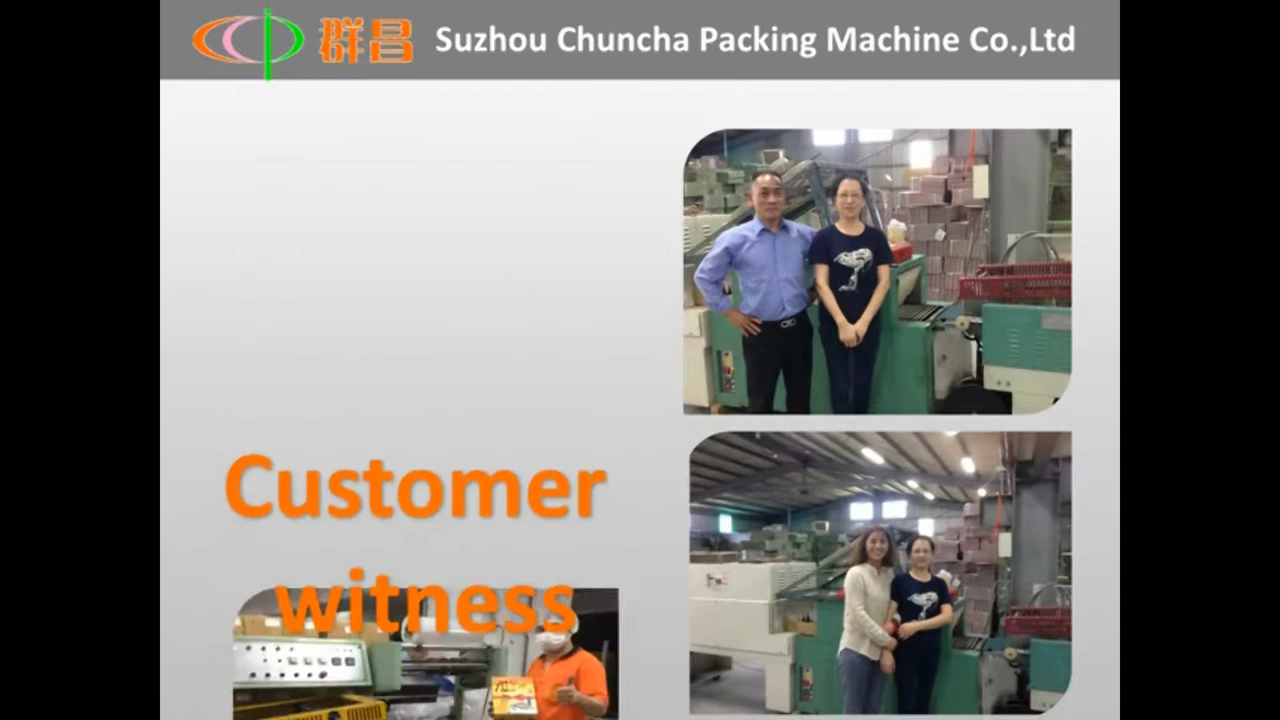 群昌 Suzhou Chuncha Packing Machine Co.,Ltd
Customer
witness